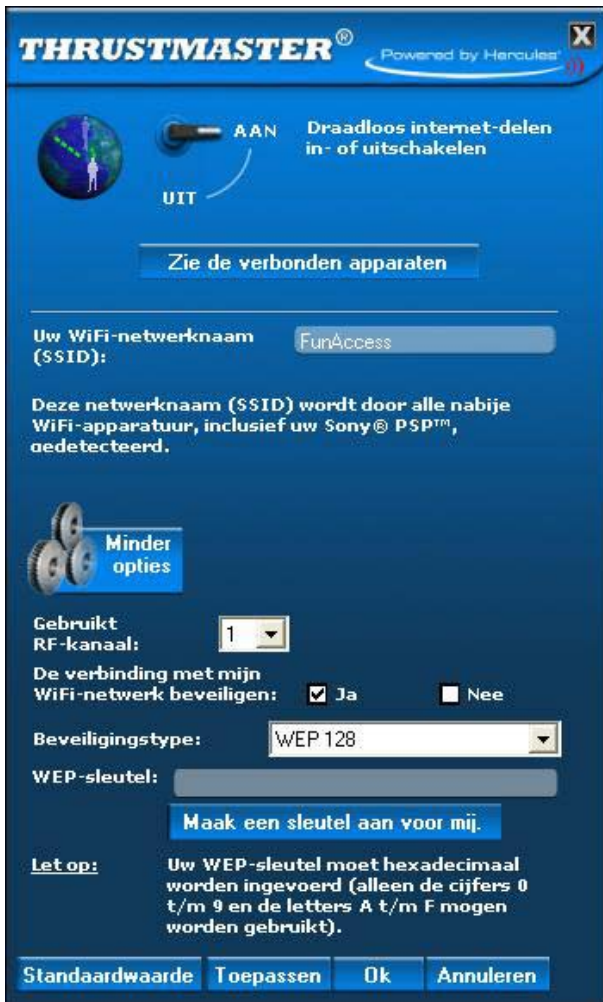 THRUSTMASTER®
Powered by Hercules
X
AAN
UIT
Draadloos internet-delen
in- of uitschakelen
Zie de verbonden apparaten
Uw WiFi-netwerknaam
(SSID):
FunAccess
Deze netwerknaam (SSID) wordt door alle nabije
WiFi-apparatuur, inclusief uw Sony® PSP™,
gedetecteerd.
Minder
opties
Gebruikt
RF-kanaal:
1
De verbinding met mijn
WiFi-netwerk beveiligen:
Ja
Nee
Beveiligingstype:
WEP 128
WEP-sleutel:
Maak een sleutel aan voor mij.
Let op:
Uw WEP-sleutel moet hexadecimaal
worden ingevoerd (alleen de cijfers 0
t/m 9 en de letters A t/m F mogen
worden gebruikt).
Standaardwaarde
Toepassen
Ok
Annuleren